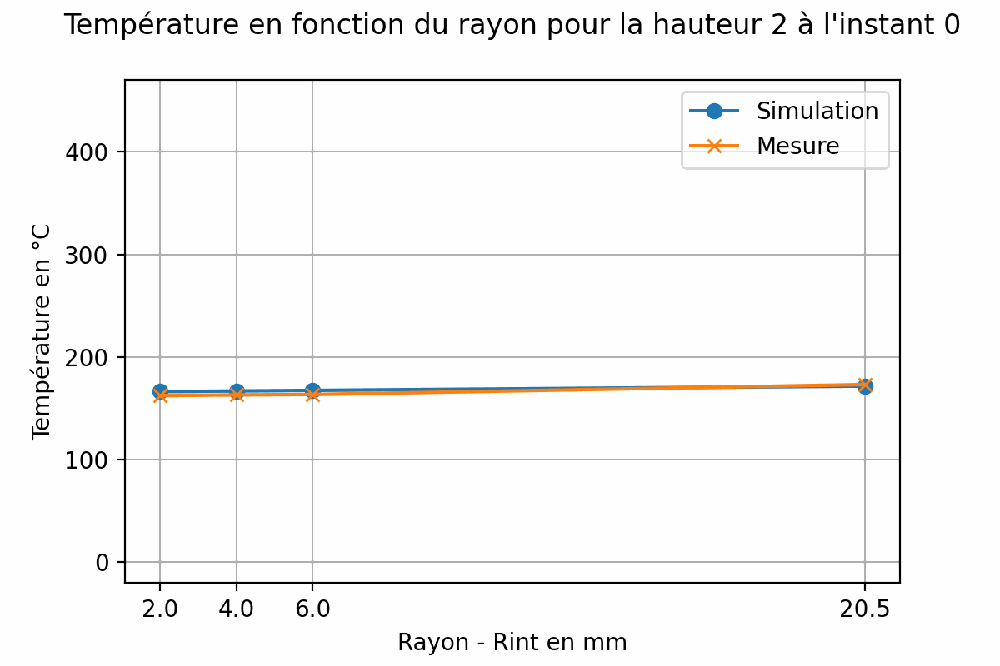 Température en fonction du rayon pour la hauteur 2 à l'instant 0
Simulation
Mesure
400
300
200
100
0
Température en °C
2.0 4.0 6.0 20.5
Rayon - Rint en mm